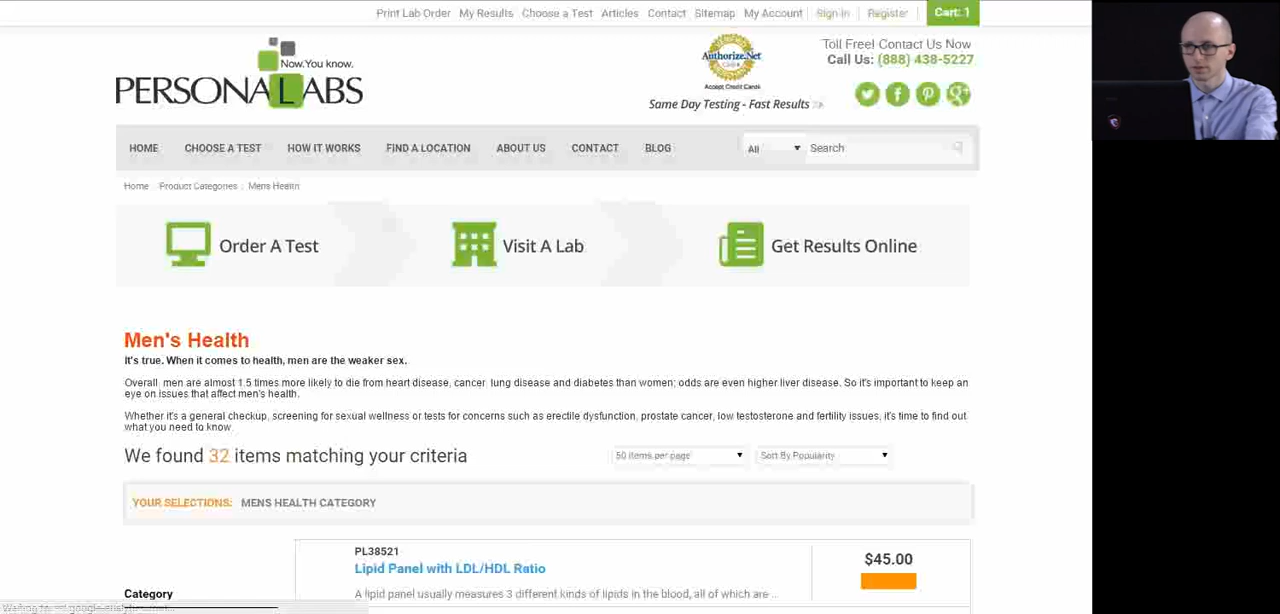 Print Lab Order My Results Choose a Test Articles Contact Sitemap My Account Sign In Register Cart: 1
Now. You know.
PERSONALABS
Authorize.Net
Accept Credit Cards
Toll Free! Contact Us Now
Call Us: (888) 438-5227
Same Day Testing - Fast Results
HOME CHOOSE A TEST HOW IT WORKS FIND A LOCATION ABOUT US CONTACT BLOG All Search
Home Product Categories Mens Health
Order A Test Visit A Lab Get Results Online
Men's Health
It's true. When it comes to health, men are the weaker sex.
Overall men are almost 1.5 times more likely to die from heart disease, cancer lung disease and diabetes than women; odds are even higher liver disease. So it's important to keep an
eye on issues that affect men's health.
Whether it's a general checkup, screening for sexual wellness or tests for concerns such as erectile dysfunction, prostate cancer, low testosterone and fertility issues, it's time to find out
what you need to know.
We found 32 items matching your criteria 50 items per page Sort By Popularity
YOUR SELECTIONS: MENS HEALTH CATEGORY
PL38521
Lipid Panel with LDL/HDL Ratio
$45.00
A lipid panel usually measures 3 different kinds of lipids in the blood, all of which are ...
Category